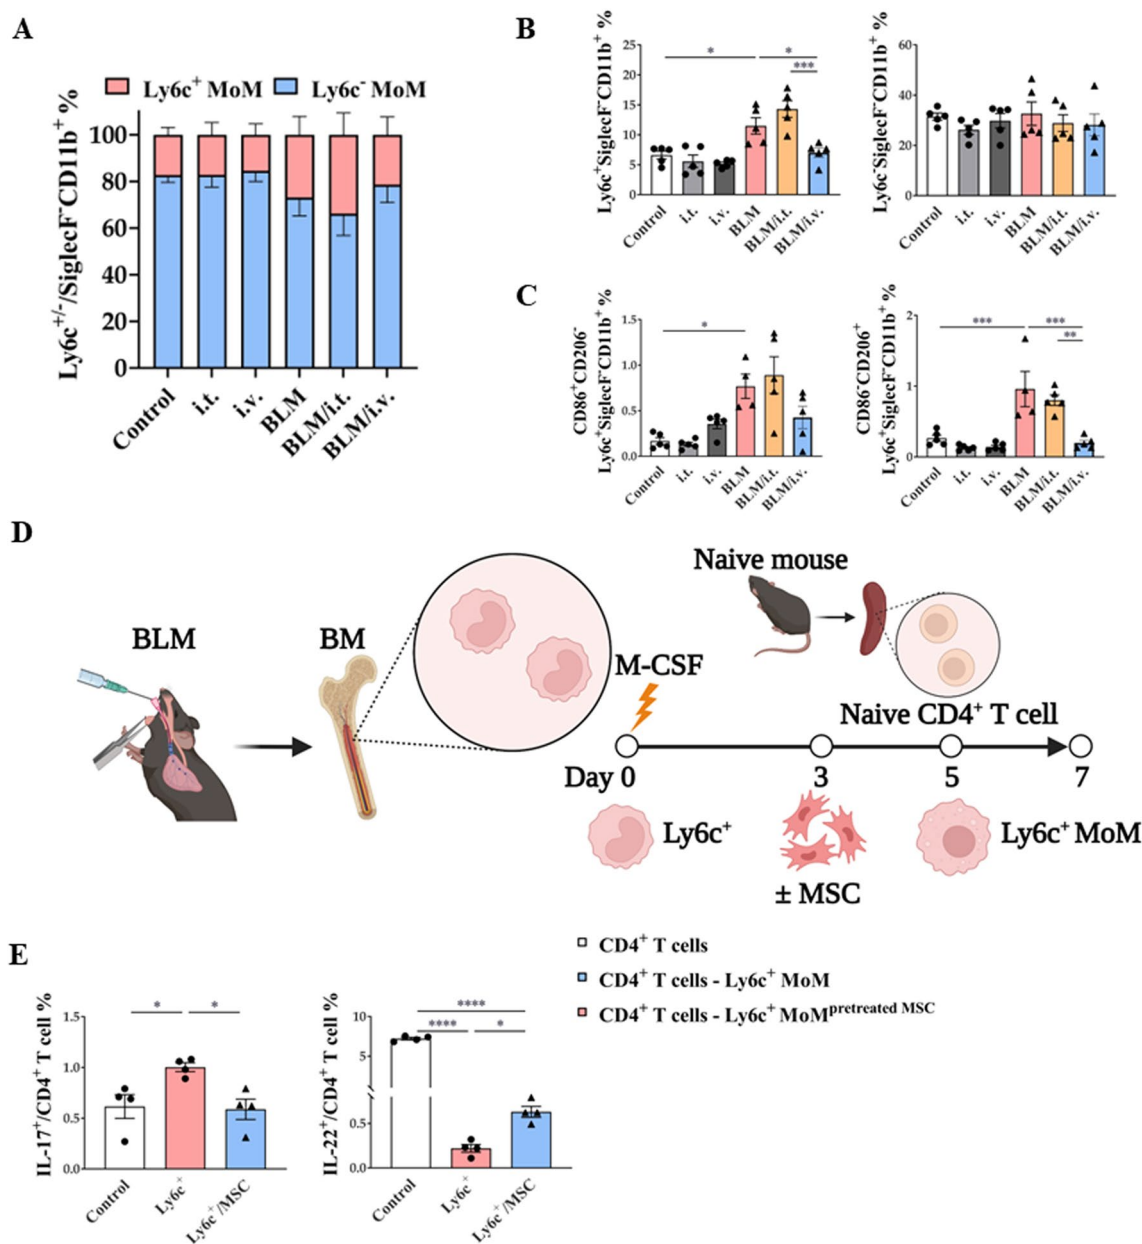 A
Ly6c⁺ MoM Ly6c⁻ MoM
Ly6c⁺/⁻/SiglecF⁻CD11b⁺ %
100
80
60
40
20
0
Control i.t. i.v. BLM BLM/i.t. BLM/i.v.
B
Ly6c⁺SiglecF⁻CD11b⁺ %
25
20
15
10
5
0
* *
***
Control i.t. i.v. BLM BLM/i.t. BLM/i.v.
Ly6c⁻SiglecF⁻CD11b⁺ %
60
40
20
0
Control i.t. i.v. BLM BLM/i.t. BLM/i.v.
C
CD86⁺CD206⁻
Ly6c⁺SiglecF⁻CD11b⁺ %
1.5
1.0
0.5
0.0
*
Control i.t. i.v. BLM BLM/i.t. BLM/i.v.
CD86⁻CD206⁺
Ly6c⁺SiglecF⁻CD11b⁺ %
2
1
0
*** ***
**
Control i.t. i.v. BLM BLM/i.t. BLM/i.v.
D
BLM
BM
M-CSF
Naive mouse
Naive CD4⁺ T cell
Day 0 3 5 7
Ly6c⁺
± MSC
Ly6c⁺ MoM
E
CD4⁺ T cells
CD4⁺ T cells - Ly6c⁺ MoM
CD4⁺ T cells - Ly6c⁺ MoM^pretreated MSC
IL-17⁺/CD4⁺ T cell %
1.5
1.0
0.5
0.0
* *
Control Ly6c⁺ Ly6c⁺/MSC
IL-22⁺/CD4⁺ T cell %
10
5
0.5
0.0
****
**** *
Control Ly6c⁺ Ly6c⁺/MSC